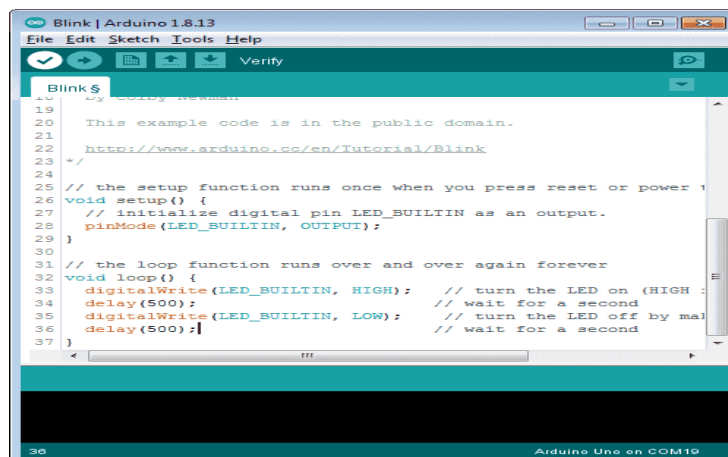 Blink | Arduino 1.8.13
File Edit Sketch Tools Help
Verify
Blink §
18 by Colby Newman
19
20 This example code is in the public domain.
21
22 http://www.arduino.cc/en/Tutorial/Blink
23 */
24
25 // the setup function runs once when you press reset or power
26 void setup() {
27 // initialize digital pin LED_BUILTIN as an output.
28 pinMode(LED_BUILTIN, OUTPUT);
29 }
30
31 // the loop function runs over and over again forever
32 void loop() {
33 digitalWrite(LED_BUILTIN, HIGH); // turn the LED on (HIGH
34 delay(500); // wait for a second
35 digitalWrite(LED_BUILTIN, LOW); // turn the LED off by
36 delay(500); // wait for a second
37 }
36 Arduino Uno on COM19